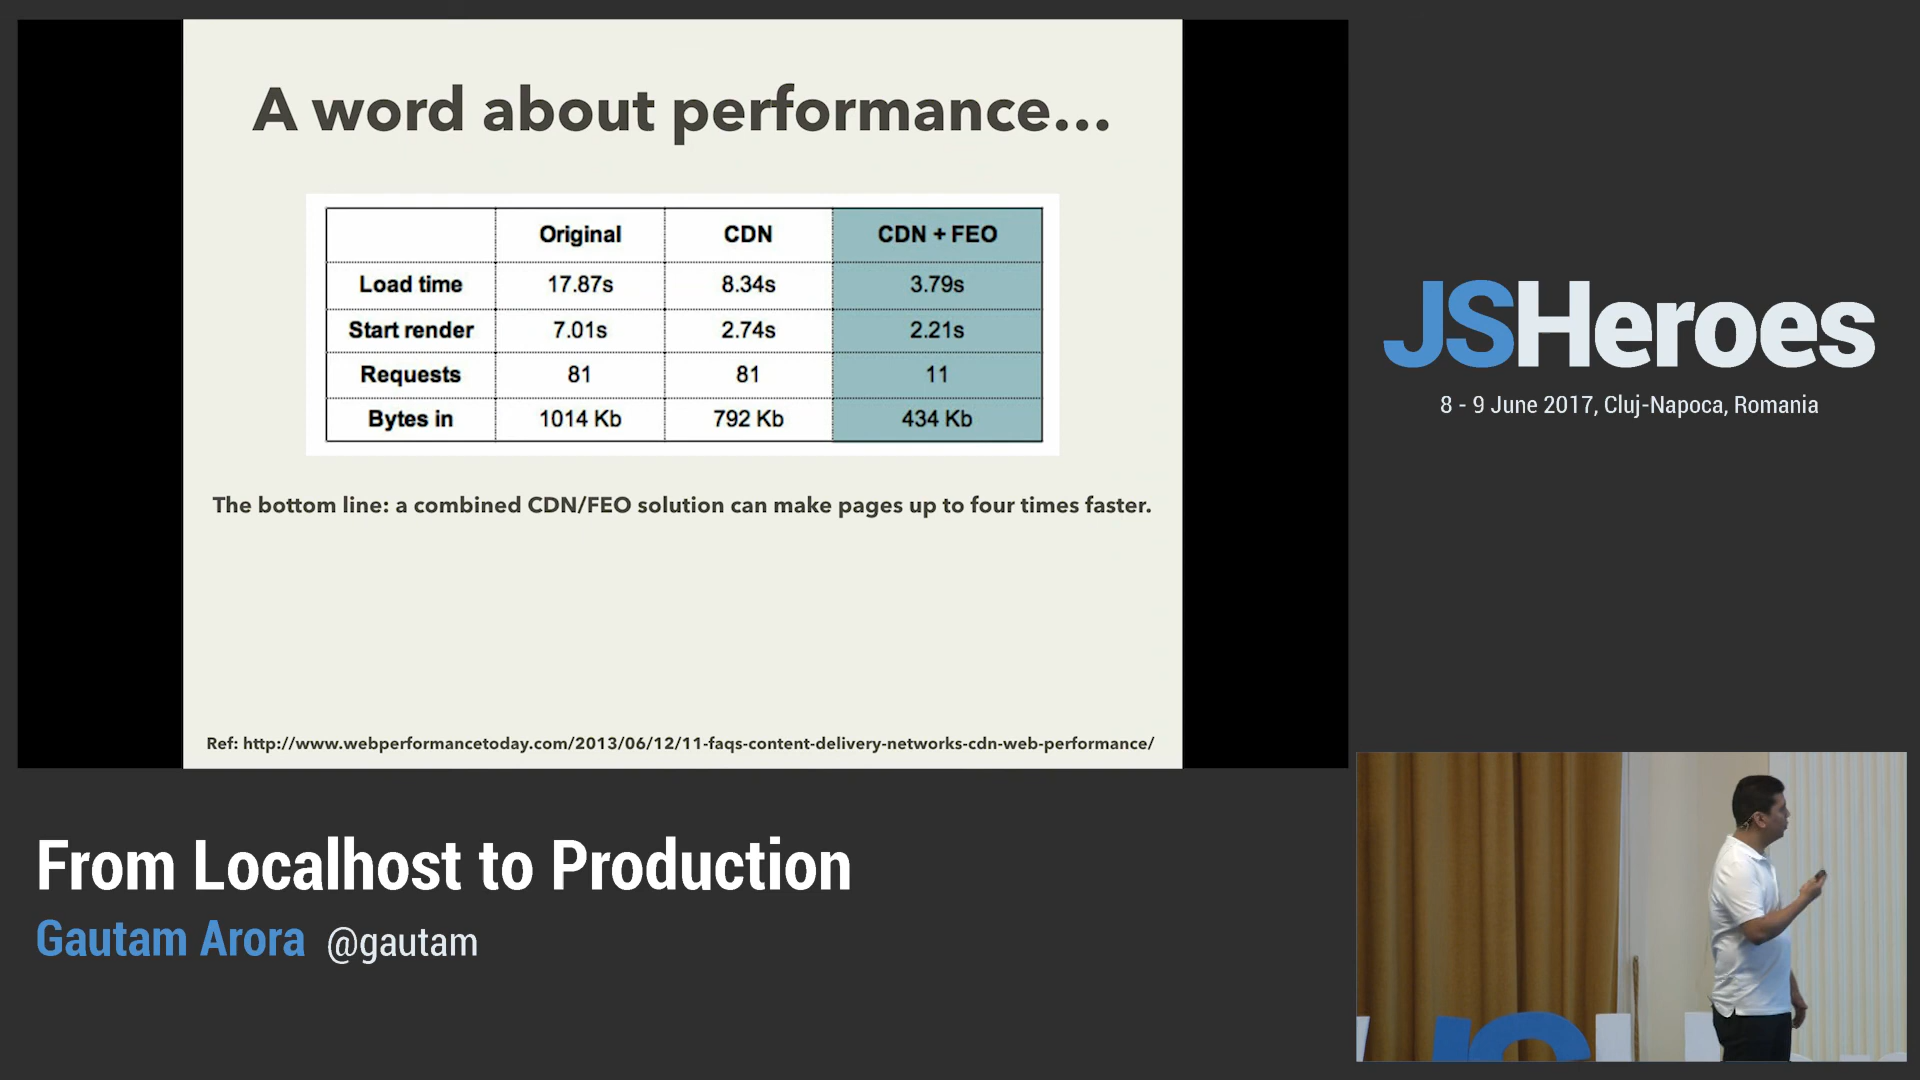 A word about performance...
Original CDN CDN + FEO
Load time 17.87s 8.34s 3.79s
Start render 7.01s 2.74s 2.21s
Requests 81 81 11
Bytes in 1014 Kb 792 Kb 434 Kb
The bottom line: a combined CDN/FEO solution can make pages up to four times faster.
Ref: http://www.webperformancetoday.com/2013/06/12/11-faqs-content-delivery-networks-cdn-web-performance/
JSHeroes
8 - 9 June 2017, Cluj-Napoca, Romania
From Localhost to Production
Gautam Arora @gautam